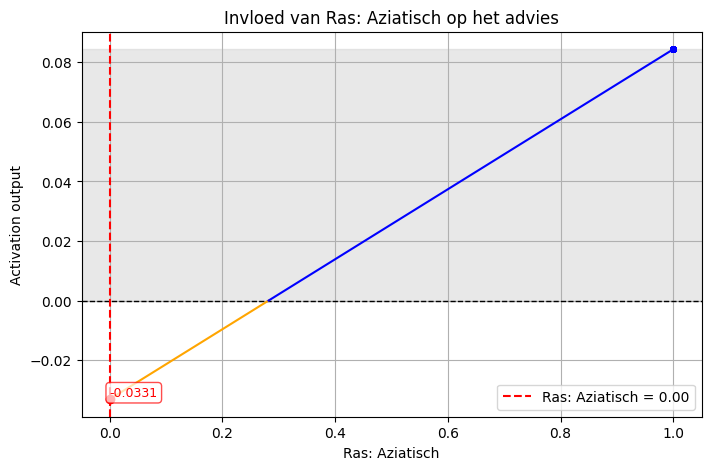 Invloed van Ras: Aziatisch op het advies
Activation output
0.08
0.06
0.04
0.02
0.00
−0.02
-0.0331
Ras: Aziatisch = 0.00
0.0 0.2 0.4 0.6 0.8 1.0
Ras: Aziatisch